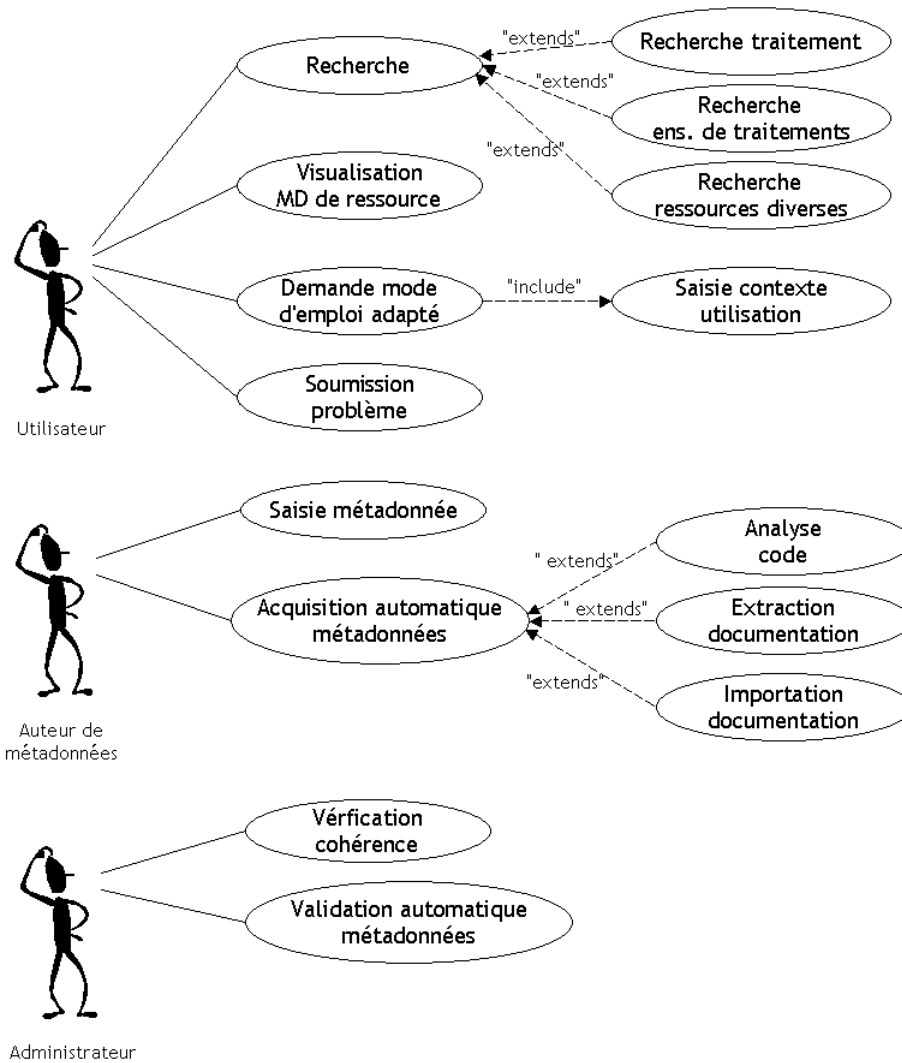 "extends"
Recherche traitement
Recherche
"extends"
Recherche
ens. de traitements
"extends"
Visualisation
MD de ressource
Recherche
ressources diverses
Demande mode
d'emploi adapté
"include"
Saisie contexte
utilisation
Soumission
problème
Utilisateur
Saisie métadonnée
Analyse
code
" extends"
Acquisition automatique
métadonnées
" extends"
Extraction
documentation
"extends"
Importation
documentation
Auteur de
métadonnées
Vérfication
cohérence
Validation automatique
métadonnées
Administrateur